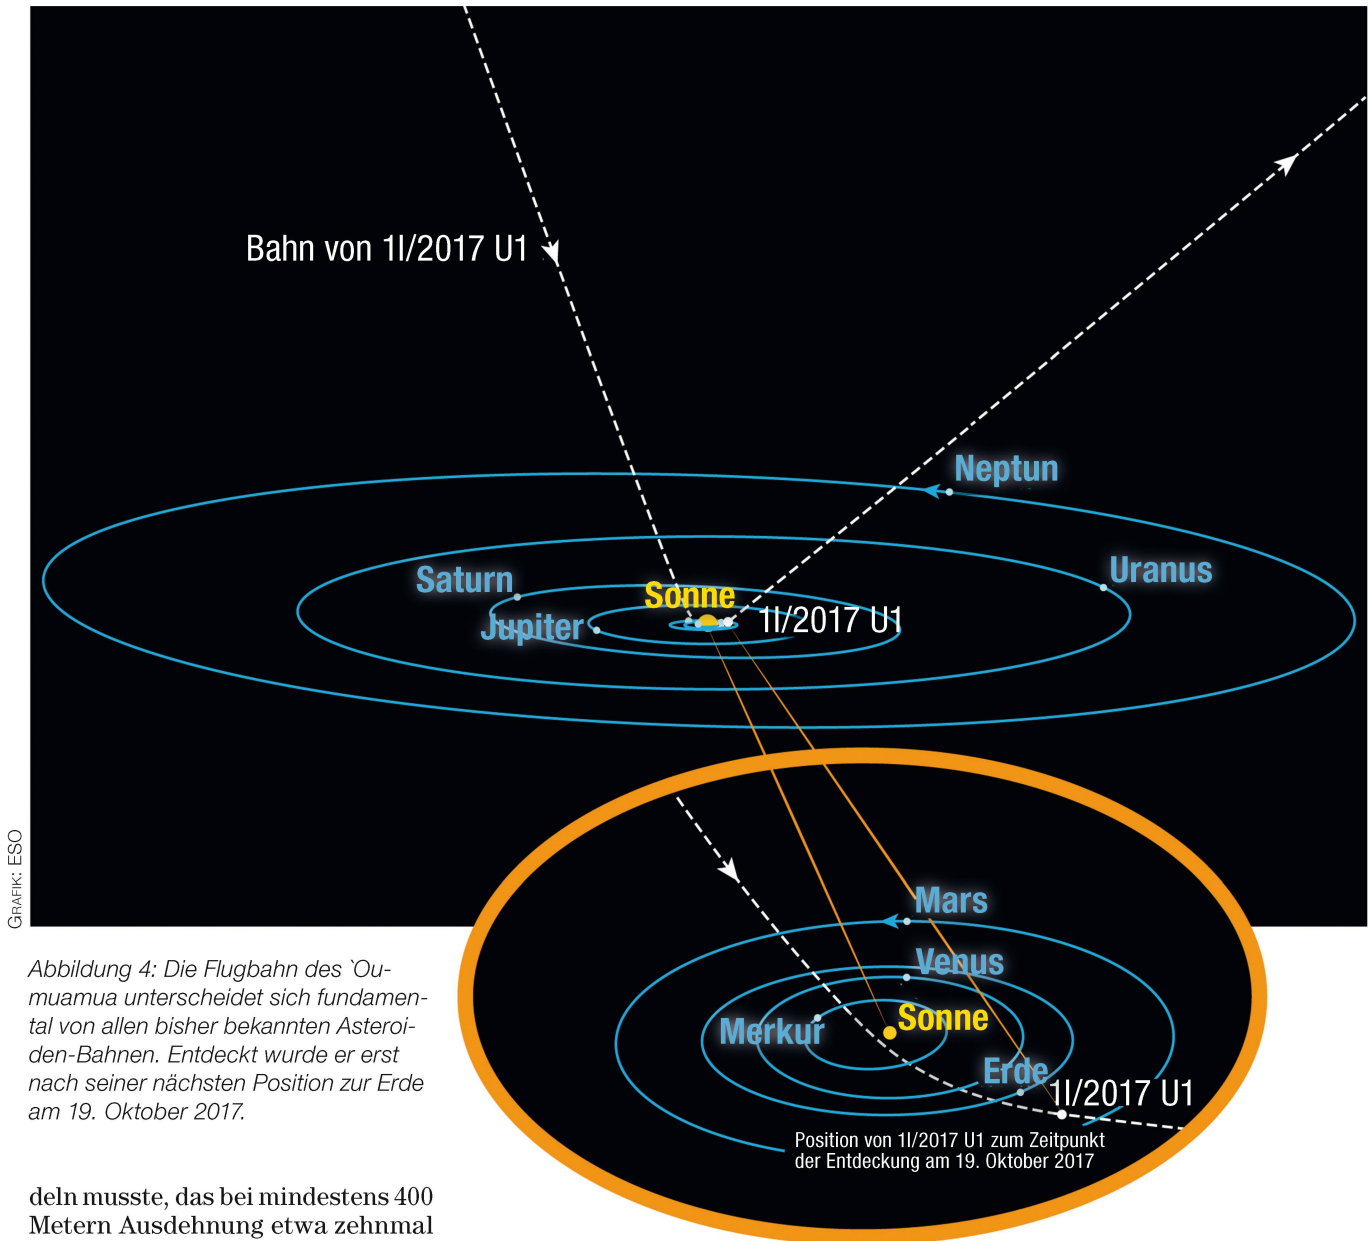 Bahn von 1I/2017 U1
Neptun
Uranus
Saturn
Sonne
Jupiter
1I/2017 U1
Mars
Venus
Sonne
Merkur
Erde
1I/2017 U1
Position von 1I/2017 U1 zum Zeitpunkt
der Entdeckung am 19. Oktober 2017
GRAFIK: ESO
Abbildung 4: Die Flugbahn des `Ou-
muamua unterscheidet sich fundamen-
tal von allen bisher bekannten Asteroi-
den-Bahnen. Entdeckt wurde er erst
nach seiner nächsten Position zur Erde
am 19. Oktober 2017.
deln musste, das bei mindestens 400
Metern Ausdehnung etwa zehnmal